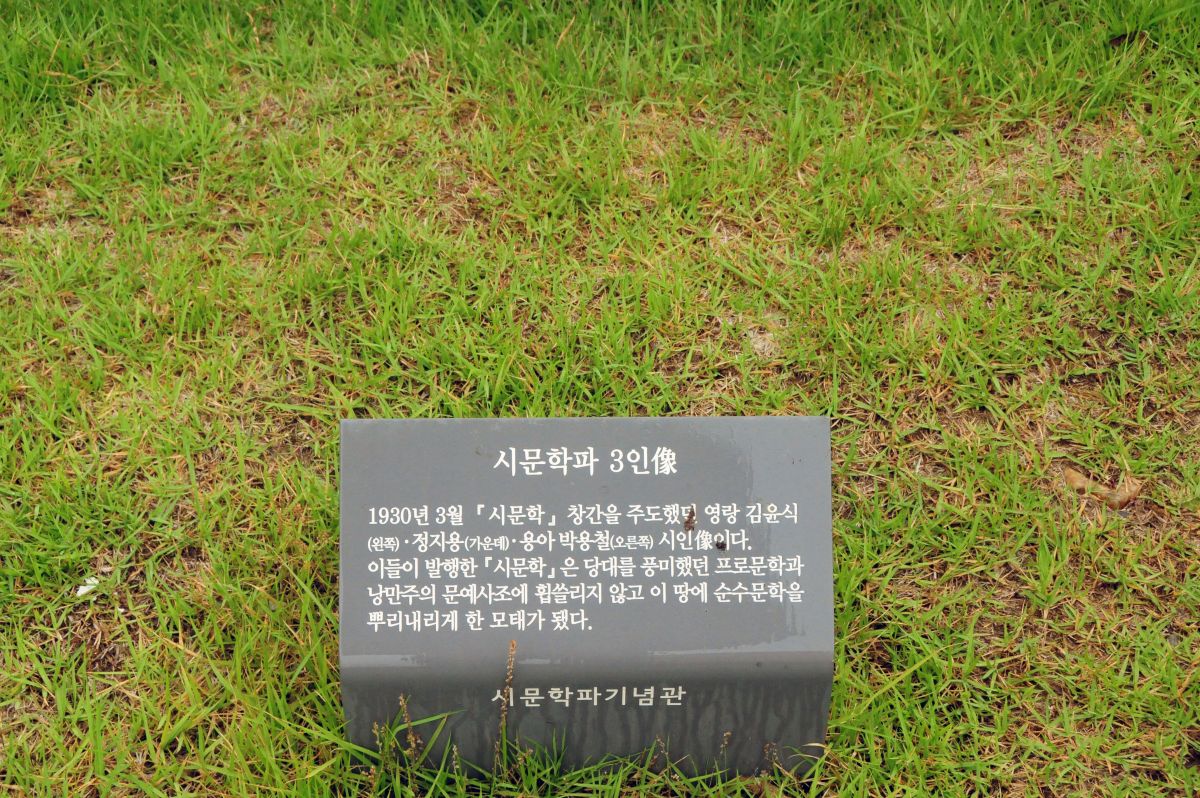 시문학파 3인像
1930년 3월 『시문학』 창간을 주도했던 영랑 김윤식
(왼쪽)·정지용(가운데)·용아 박용철(오른쪽) 시인像이다.
이들이 발행한 『시문학』은 당대를 풍미했던 프로문학과
낭만주의 문예사조에 휩쓸리지 않고 이 땅에 순수문학을
뿌리내리게 한 모태가 됐다.
시문학파기념관